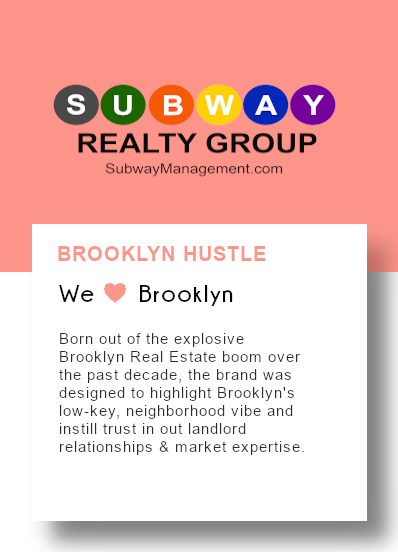 SUBWAY
REALTY GROUP
SubwayManagement.com
BROOKLYN HUSTLE
We Brooklyn
Born out of the explosive
Brooklyn Real Estate boom over
the past decade, the brand was
designed to highlight Brooklyn's
low-key, neighborhood vibe and
instill trust in out landlord
relationships & market expertise.